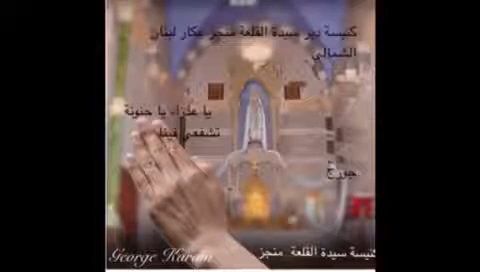 كنيسة دير سيدة القلعة منجز عكار لبنان
الشمالي
يا عذراء يا حنونة
تشفعي فينا
جورج
George Karam
كنيسة سيدة القلعة منجز